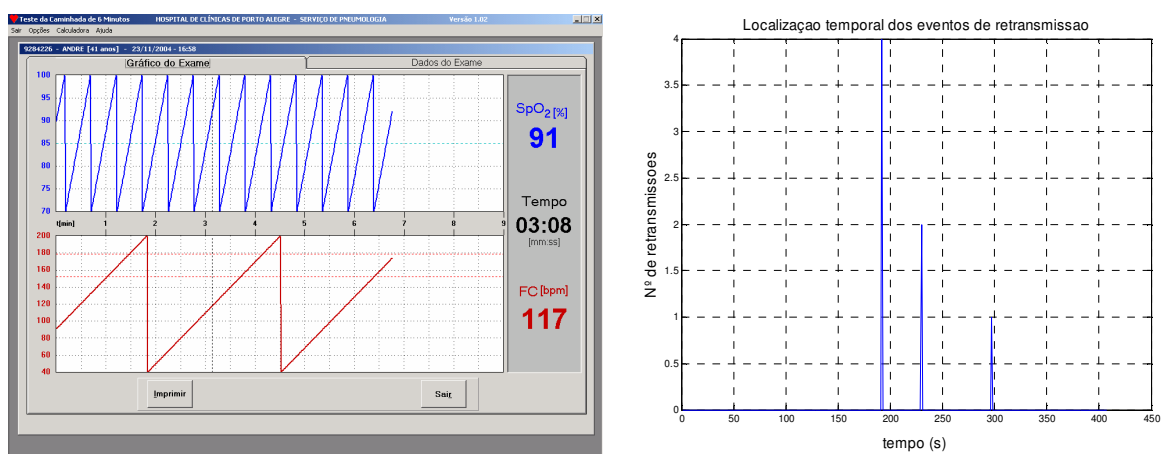 Teste da Caminhada de 6 Minutos HOSPITAL DE CLÍNICAS DE PORTO ALEGRE - SERVIÇO DE PNEUMOLOGIA Versão 1.02
Sair Opções Calculadora Ajuda
9284226 - ANDRE [41 anos] - 23/11/2004 - 16:58
Gráfico do Exame Dados do Exame
100
95
90
85
80
75
70
t[min] 1 2 3 4 5 6 7 8 9
200
180
160
140
120
100
80
60
40
SpO2 [%]
91
Tempo
03:08
[mm:ss]
FC [bpm]
117
Imprimir Sair
Localizaçao temporal dos eventos de retransmissao
4
3.5
3
2.5
2
1.5
1
0.5
0
Nº de retransmissoes
0 50 100 150 200 250 300 350 400 450
tempo (s)